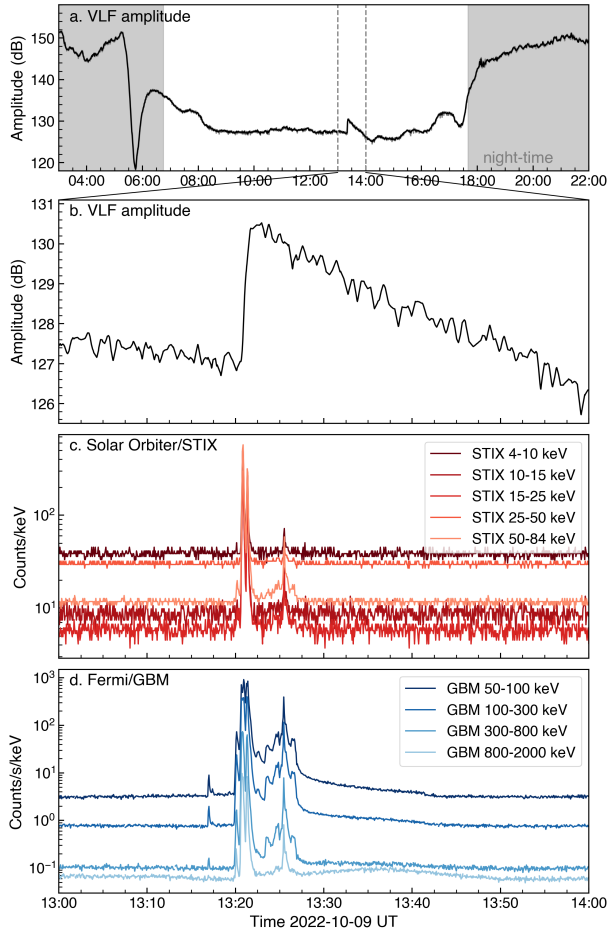 a. VLF amplitude
150
140
130
120
Amplitude (dB)
night-time
04:00 06:00 08:00 10:00 12:00 14:00 16:00 18:00 20:00 22:00
b. VLF amplitude
131
130
129
128
127
126
Amplitude (dB)
c. Solar Orbiter/STIX
10²
10¹
Counts/keV
STIX 4-10 keV
STIX 10-15 keV
STIX 15-25 keV
STIX 25-50 keV
STIX 50-84 keV
d. Fermi/GBM
10³
10²
10¹
10⁰
10⁻¹
Counts/s/keV
GBM 50-100 keV
GBM 100-300 keV
GBM 300-800 keV
GBM 800-2000 keV
13:00 13:10 13:20 13:30 13:40 13:50 14:00
Time 2022-10-09 UT